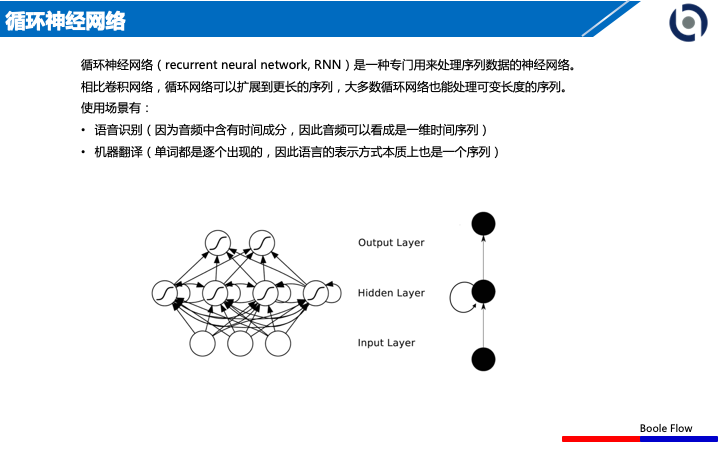 循环神经网络
循环神经网络（recurrent neural network, RNN）是一种专门用来处理序列数据的神经网络。
相比卷积网络，循环网络可以扩展到更长的序列，大多数循环网络也能处理可变长度的序列。
使用场景有：
• 语音识别（因为音频中含有时间成分，因此音频可以看成是一维时间序列）
• 机器翻译（单词都是逐个出现的，因此语言的表示方式本质上也是一个序列）
Output Layer
Hidden Layer
Input Layer
Boole Flow